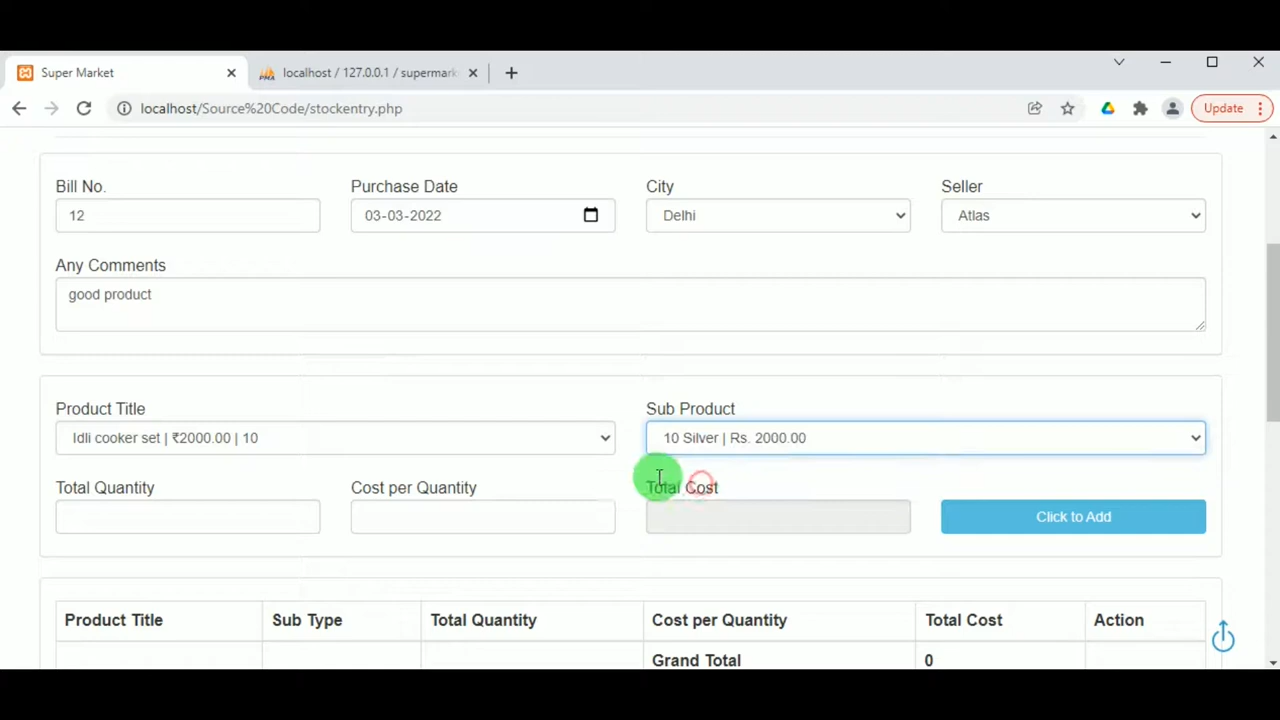 Super Market
localhost / 127.0.0.1 / supermark
localhost/Source%20Code/stockentry.php
Update
Bill No.
Purchase Date
City
Seller
12
03-03-2022
Delhi
Atlas
Any Comments
good product
Product Title
Sub Product
Idli cooker set | ₹2000.00 | 10
10 Silver | Rs. 2000.00
Total Quantity
Cost per Quantity
Total Cost
Click to Add
Product Title
Sub Type
Total Quantity
Cost per Quantity
Total Cost
Action
Grand Total
0